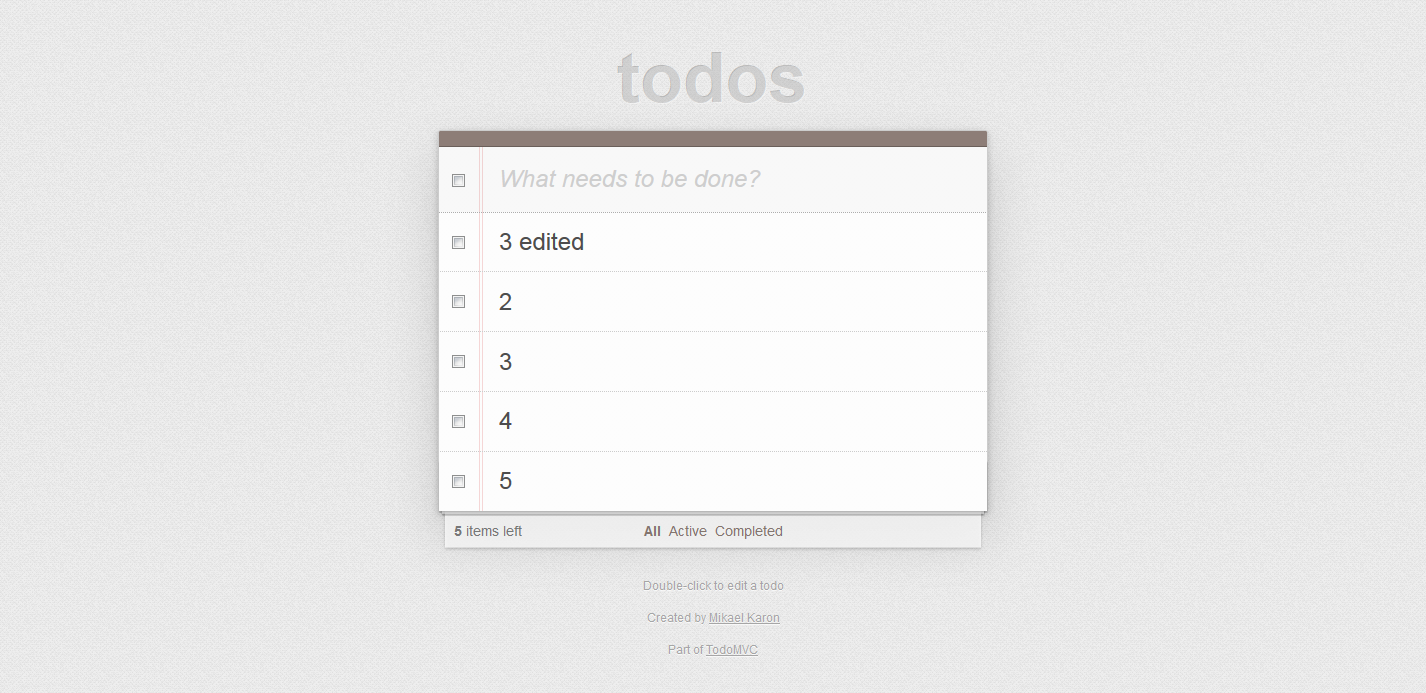 todos
What needs to be done?
3 edited
2
3
4
5
5 items left All Active Completed
Double-click to edit a todo
Created by Mikael Karon
Part of TodoMVC